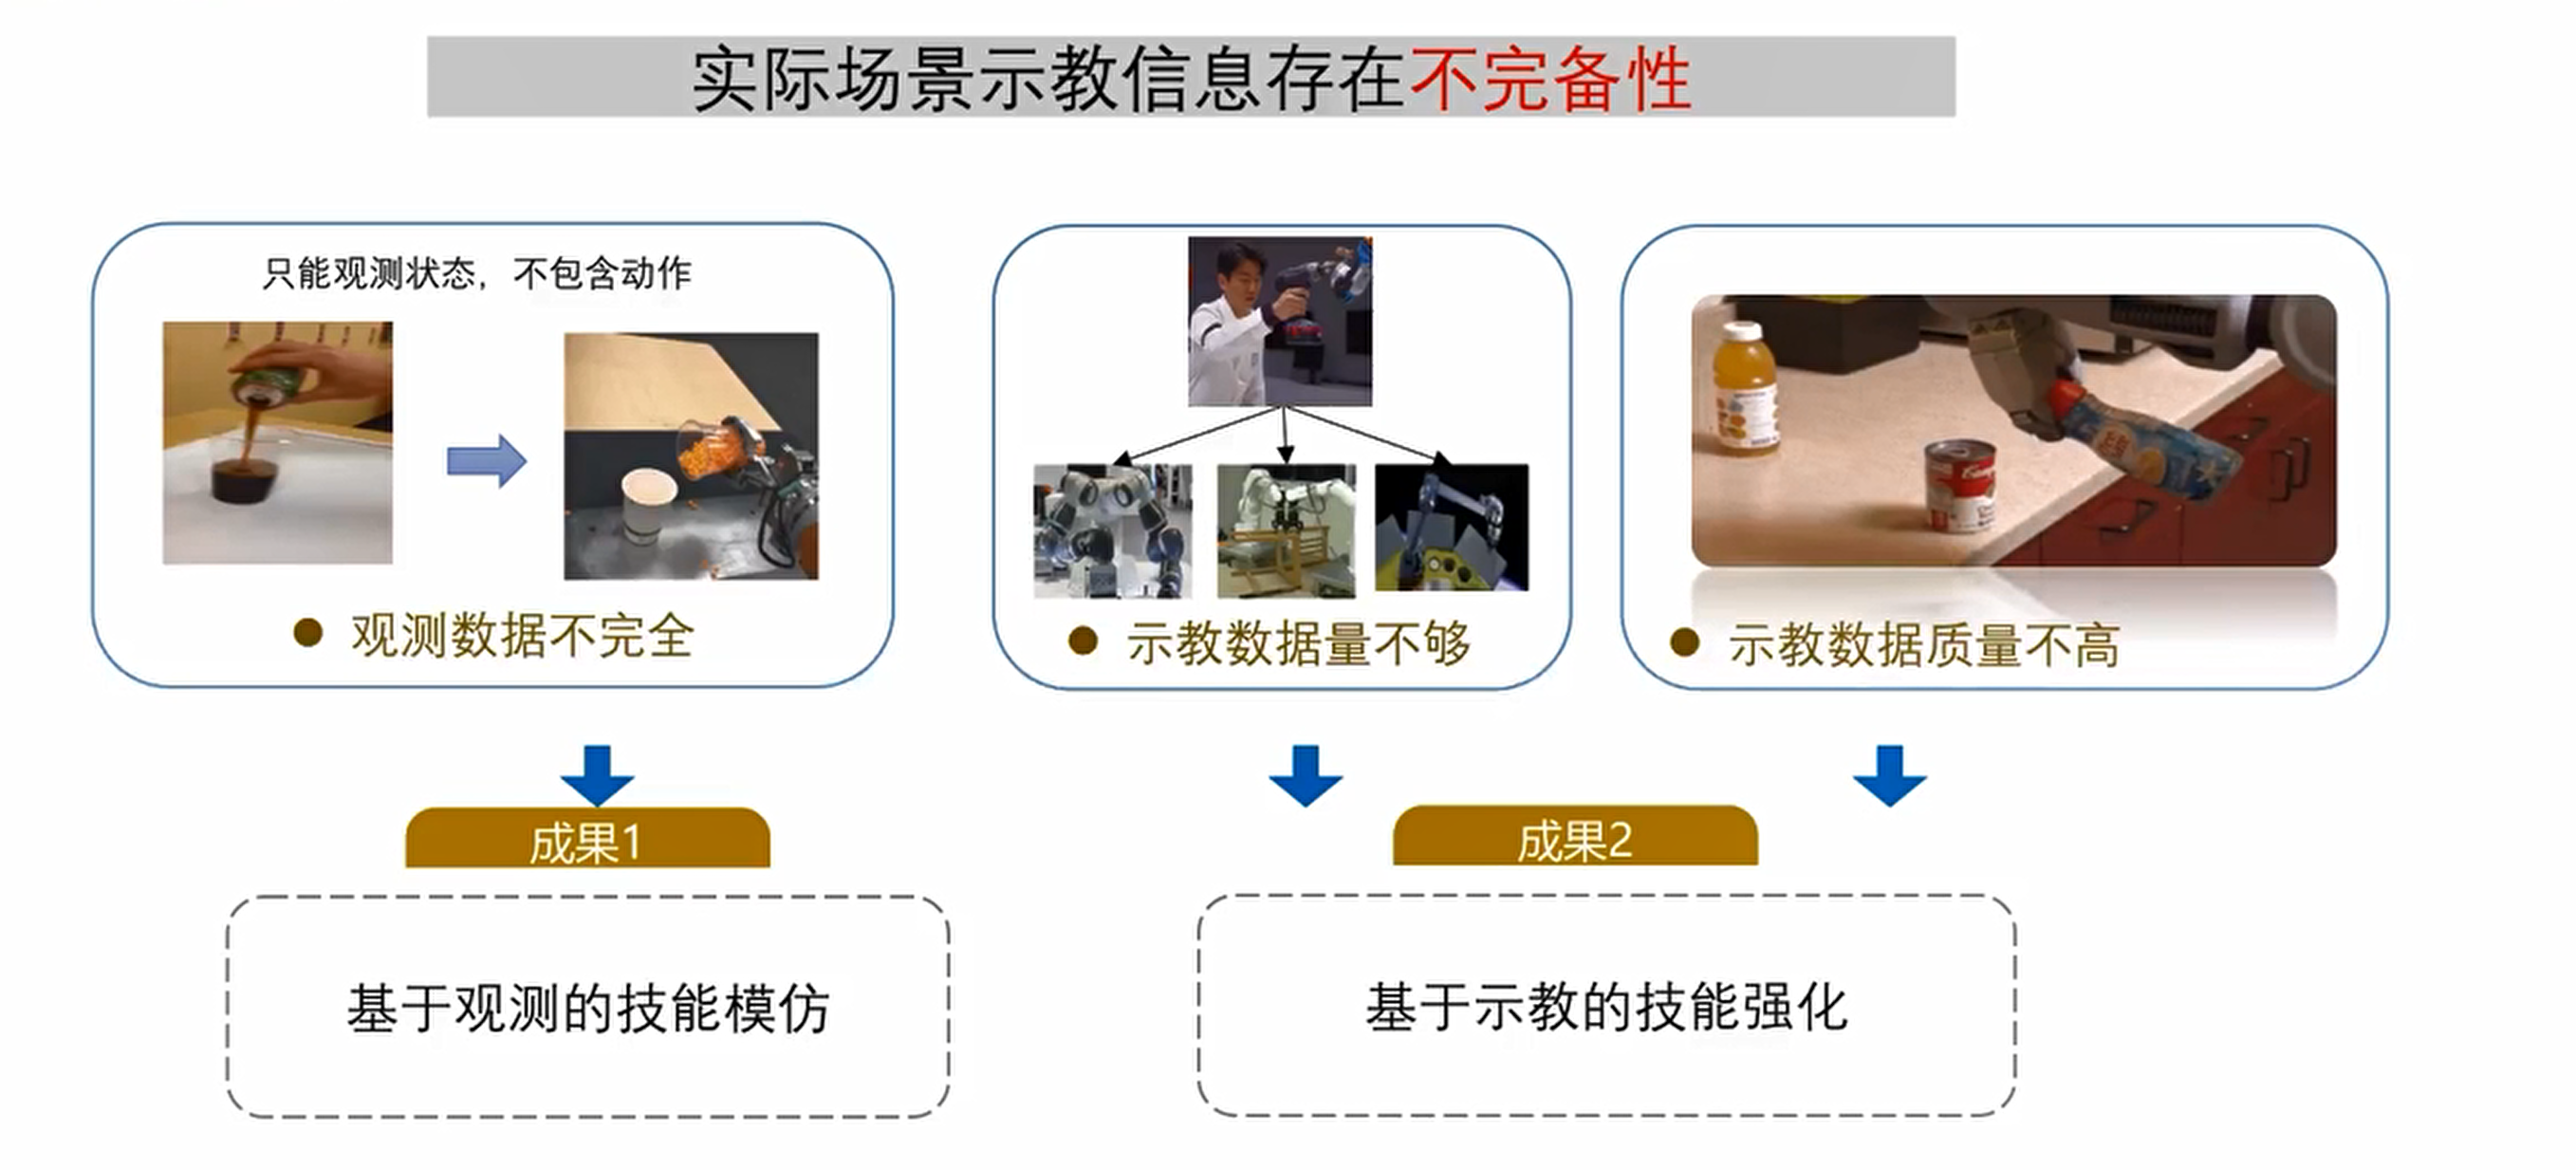 实际场景示教信息存在不完备性
只能观测状态，不包含动作
● 观测数据不完全
● 示教数据量不够
● 示教数据质量不高
成果1
成果2
基于观测的技能模仿
基于示教的技能强化